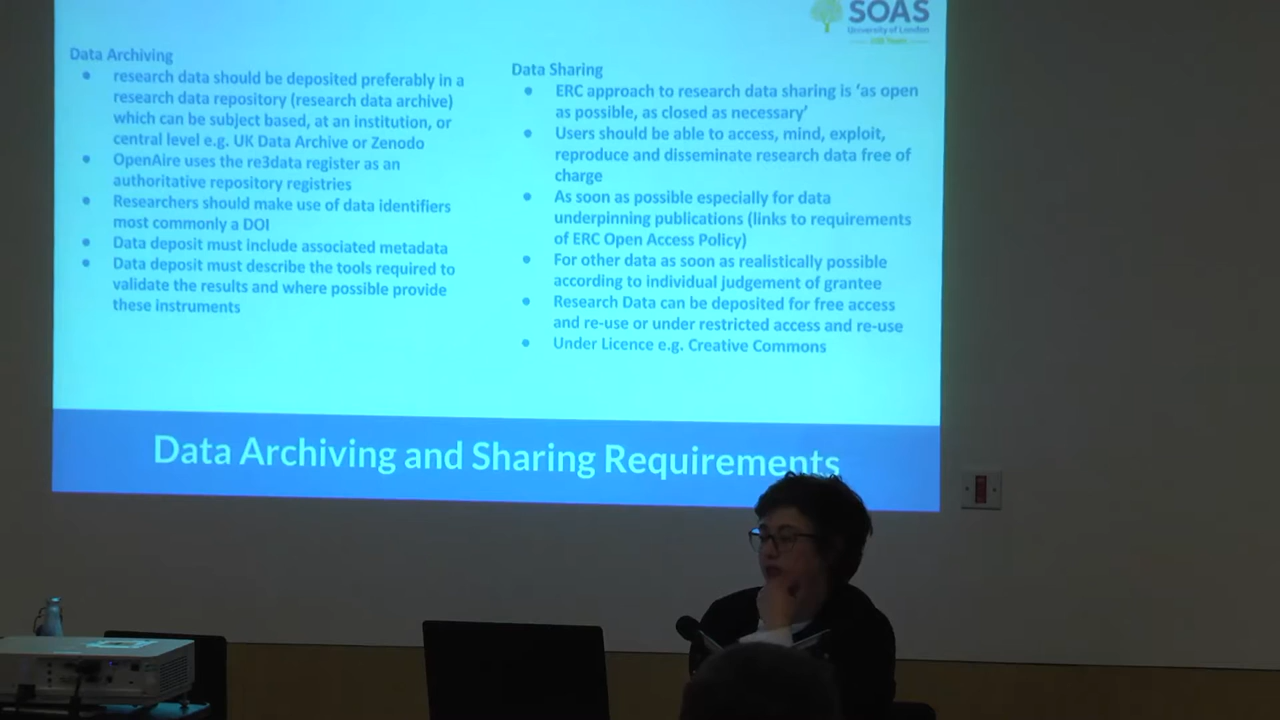 SOAS
University of London
Data Archiving
research data should be deposited preferably in a
research data repository (research data archive)
which can be subject based, at an institution, or
central level e.g. UK Data Archive or Zenodo
OpenAire uses the re3data register as an
authoritative repository registries
Researchers should make use of data identifiers
most commonly a DOI
Data deposit must include associated metadata
Data deposit must describe the tools required to
validate the results and where possible provide
these instruments
Data Sharing
ERC approach to research data sharing is ‘as open
as possible, as closed as necessary’
Users should be able to access, mind, exploit,
reproduce and disseminate research data free of
charge
As soon as possible especially for data
underpinning publications (links to requirements
of ERC Open Access Policy)
For other data as soon as realistically possible
according to individual judgement of grantee
Research Data can be deposited for free access
and re-use or under restricted access and re-use
Under Licence e.g. Creative Commons
Data Archiving and Sharing Requirements